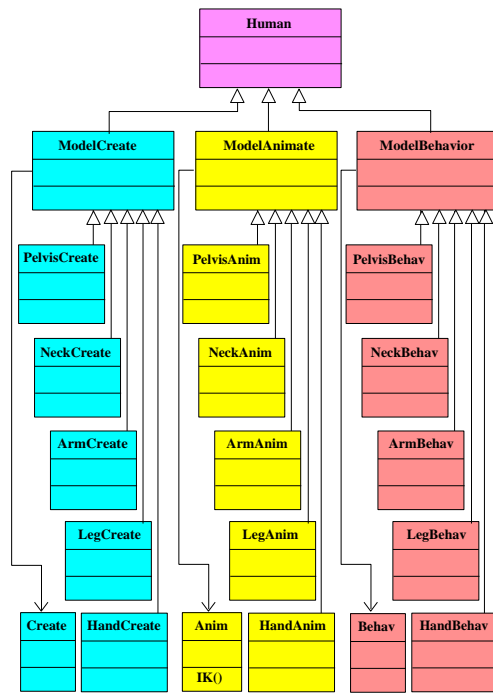 Human
ModelCreate
ModelAnimate
ModelBehavior
PelvisCreate
PelvisAnim
PelvisBehav
NeckCreate
NeckAnim
NeckBehav
ArmCreate
ArmAnim
ArmBehav
LegCreate
LegAnim
LegBehav
Create
HandCreate
Anim
HandAnim
Behav
HandBehav
IK()